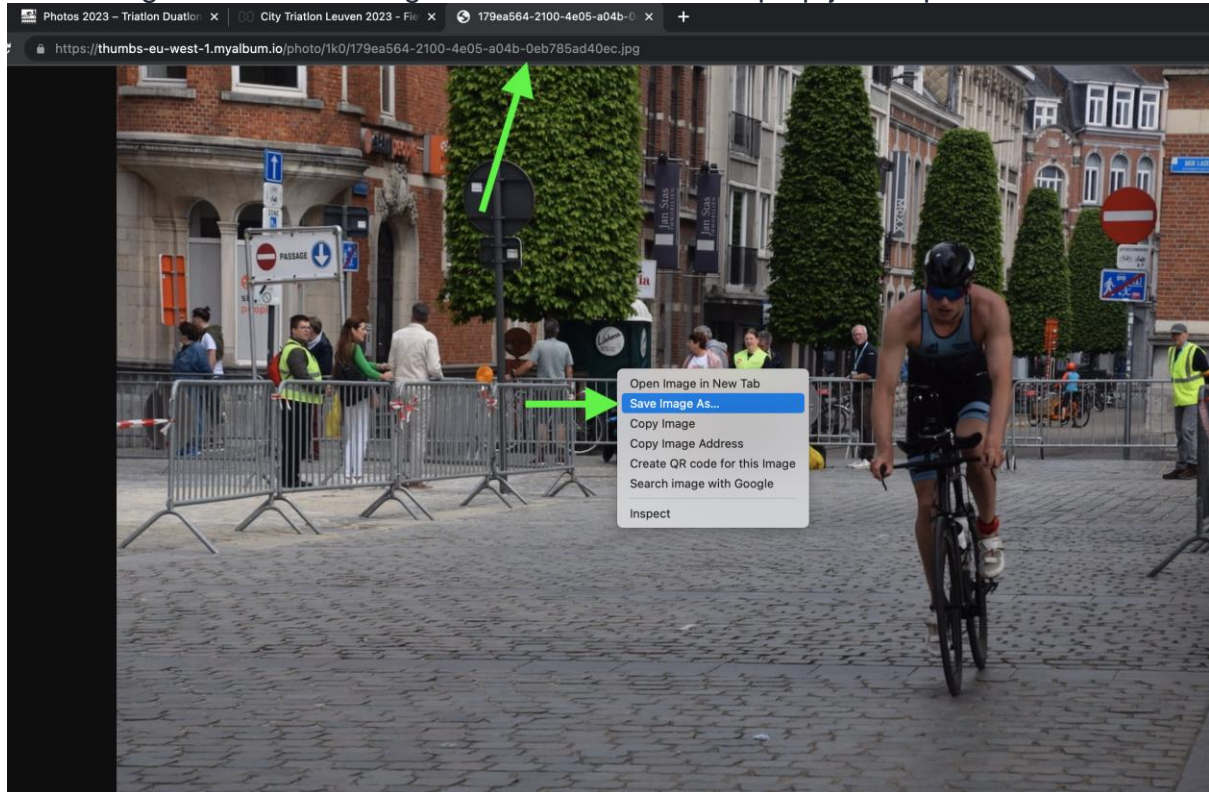 Photos 2023 – Triatlon Duatlon
City Triatlon Leuven 2023 - Fie
179ea564-2100-4e05-a04b-0
https://thumbs-eu-west-1.myalbum.io/photo/1k0/179ea564-2100-4e05-a04b-0eb785ad40ec.jpg
ZONE
PASSAGE
Jan Stas
Jan Stas
Open Image in New Tab
Save Image As...
Copy Image
Copy Image Address
Create QR code for this Image
Search image with Google
Inspect